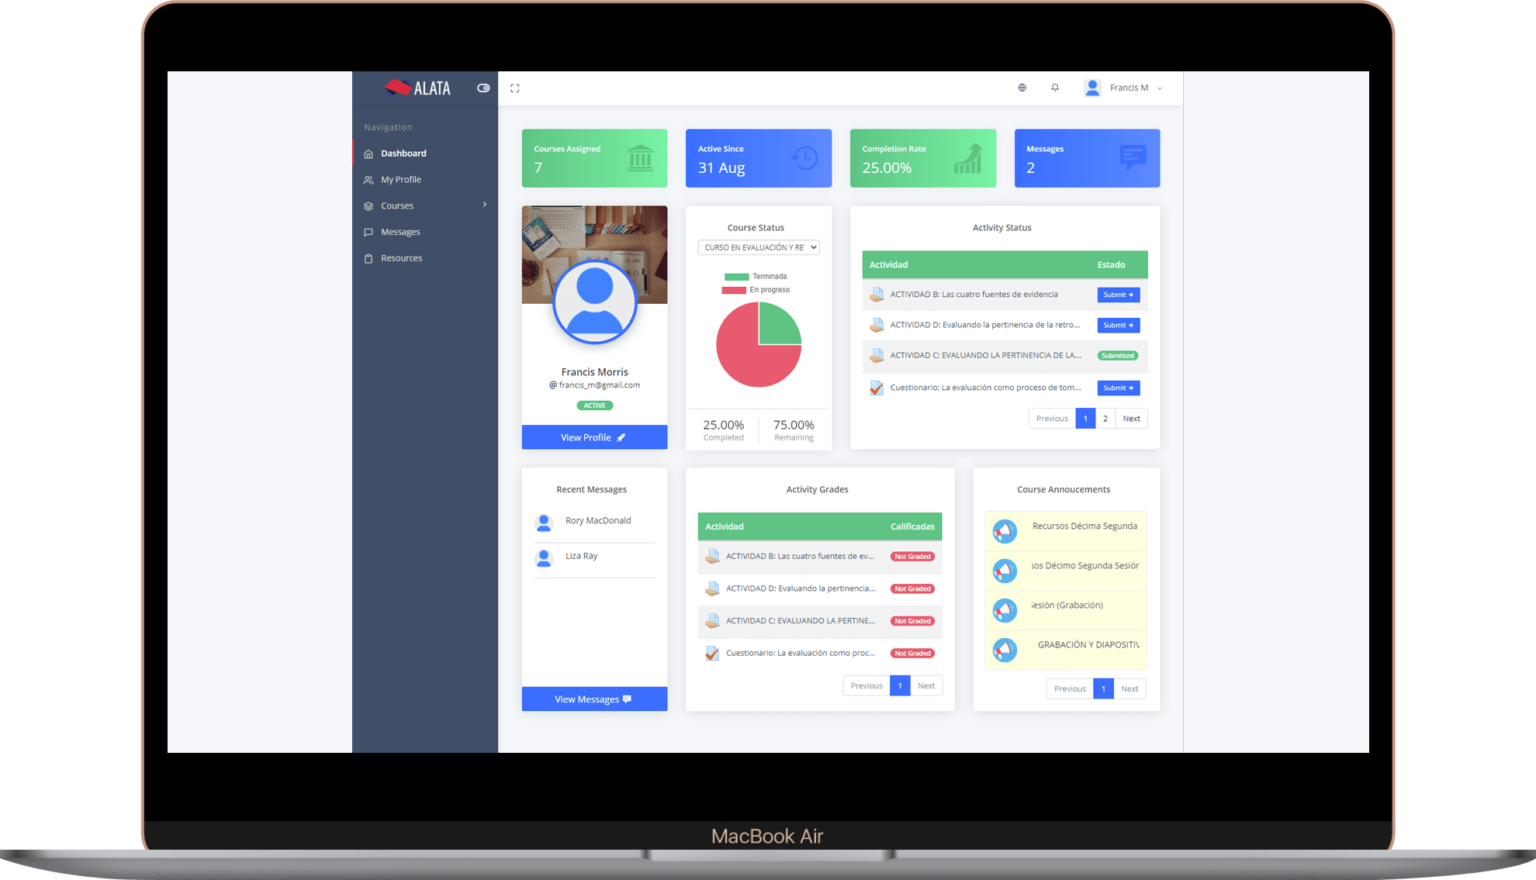 ALATA
Francis M
Navigation
Dashboard
My Profile
Courses
Messages
Resources
Courses Assigned
7
Active Since
31 Aug
Completion Rate
25.00%
Messages
2
Francis Morris
@ francis_m@gmail.com
ACTIVE
View Profile
Course Status
CURSO EN EVALUACIÓN Y RE
Terminada
En progreso
25.00% 75.00%
Completed Remaining
Activity Status
Actividad Estado
ACTIVIDAD B: Las cuatro fuentes de evidencia Submit
ACTIVIDAD D: Evaluando la pertinencia de la retro... Submit
ACTIVIDAD C: EVALUANDO LA PERTINENCIA DE LA... Submitted
Cuestionario: La evaluación como proceso de tom... Submit
Previous 1 2 Next
Recent Messages
Rory MacDonald
Liza Ray
View Messages
Activity Grades
Actividad Calificadas
ACTIVIDAD B: Las cuatro fuentes de ev... Not Graded
ACTIVIDAD D: Evaluando la pertinencia... Not Graded
ACTIVIDAD C: EVALUANDO LA PERTINE... Not Graded
Cuestionario: La evaluación como proc... Not Graded
Previous 1 Next
Course Annoucements
Recursos Décima Segunda
sos Décimo Segunda Sesión
Sesión (Grabación)
GRABACIÓN Y DIAPOSITIV
Previous 1 Next
MacBook Air